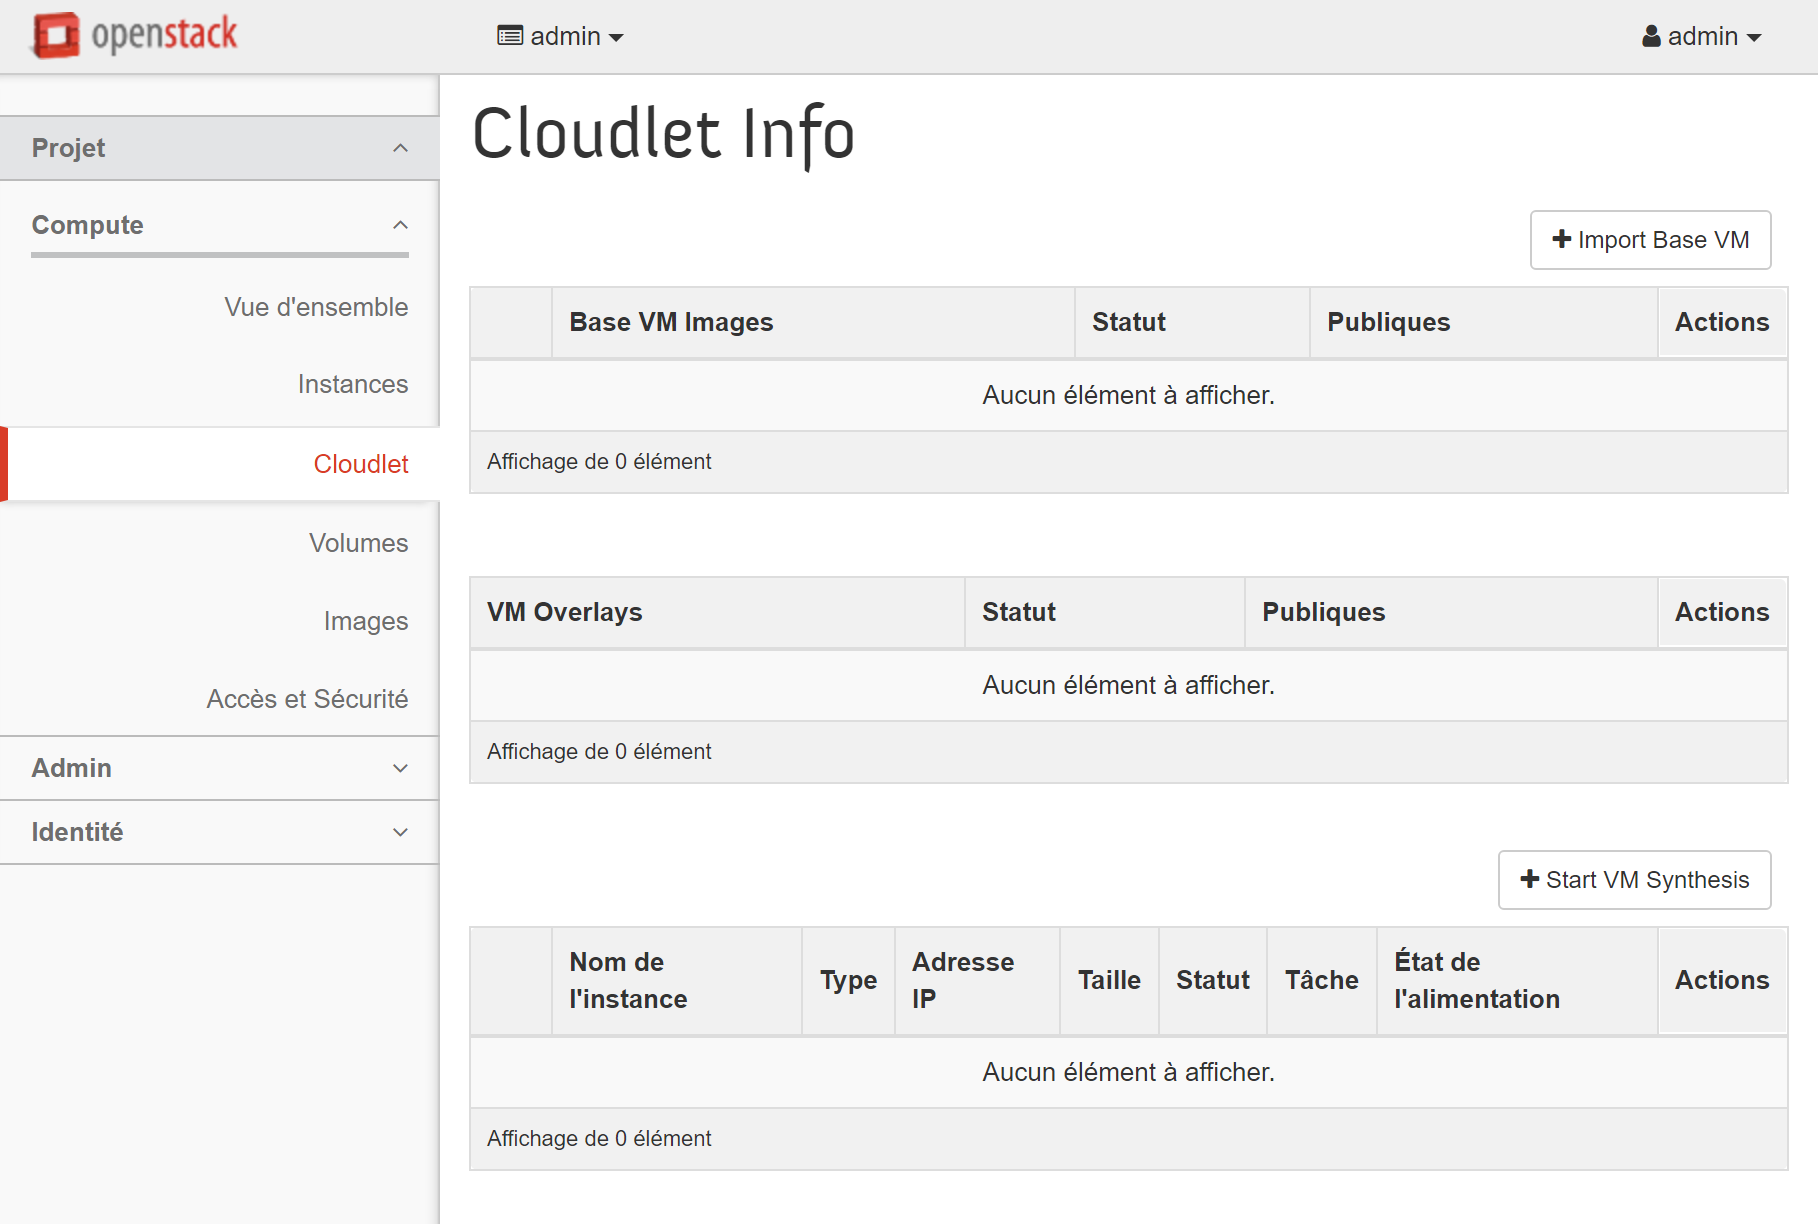 openstack
admin
admin
Projet
Compute
Vue d'ensemble
Instances
Cloudlet
Volumes
Images
Accès et Sécurité
Admin
Identité
Cloudlet Info
Import Base VM
Base VM Images Statut Publiques Actions
Aucun élément à afficher.
Affichage de 0 élément
VM Overlays Statut Publiques Actions
Aucun élément à afficher.
Affichage de 0 élément
Start VM Synthesis
Nom de
l'instance
Type
Adresse
IP
Taille
Statut
Tâche
État de
l'alimentation
Actions
Aucun élément à afficher.
Affichage de 0 élément